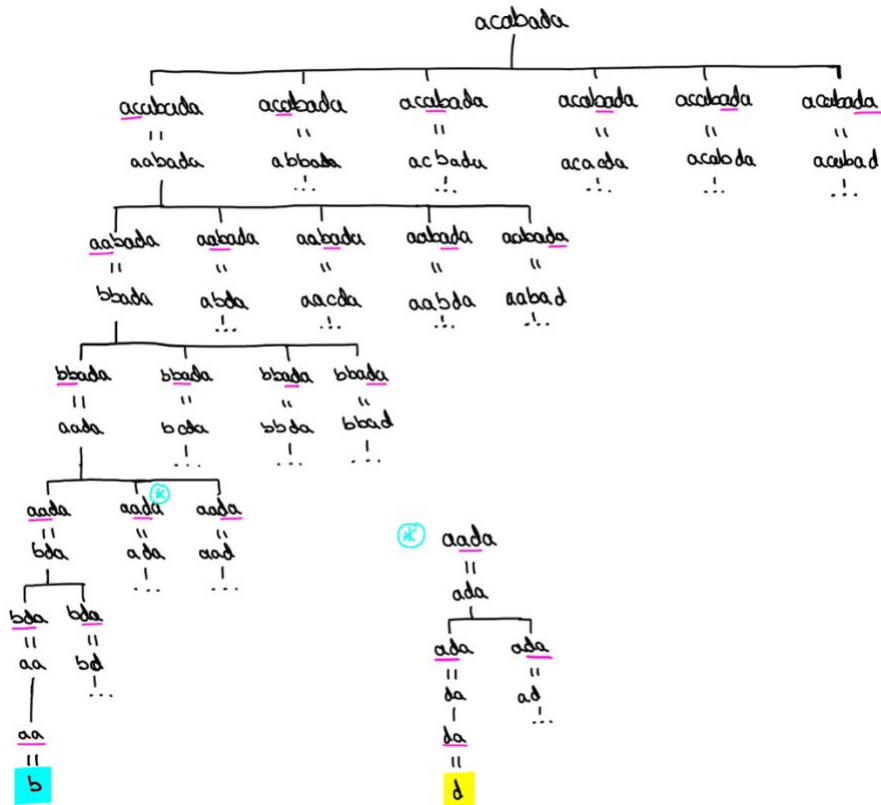 acabada
acabada acabada acabada acabada acabada acabada
|| || || || || ||
aabada abbada acbada acacda acabda acabad
... ... ... ... ...
aabada aabada aabada aabada aabada
|| || || || ||
bbada abda aacda aabda aabad
... ... ... ...
bbada bbada bbada bbada
|| || || ||
aada bcda bbda bbad
... ... ...
*
aada aada aada
|| || ||
bda ada aad
... ...
bda bda
|| ||
aa bd
...
aa
||
b
* aada
||
ada
ada ada
|| ||
da ad
...
da
||
d